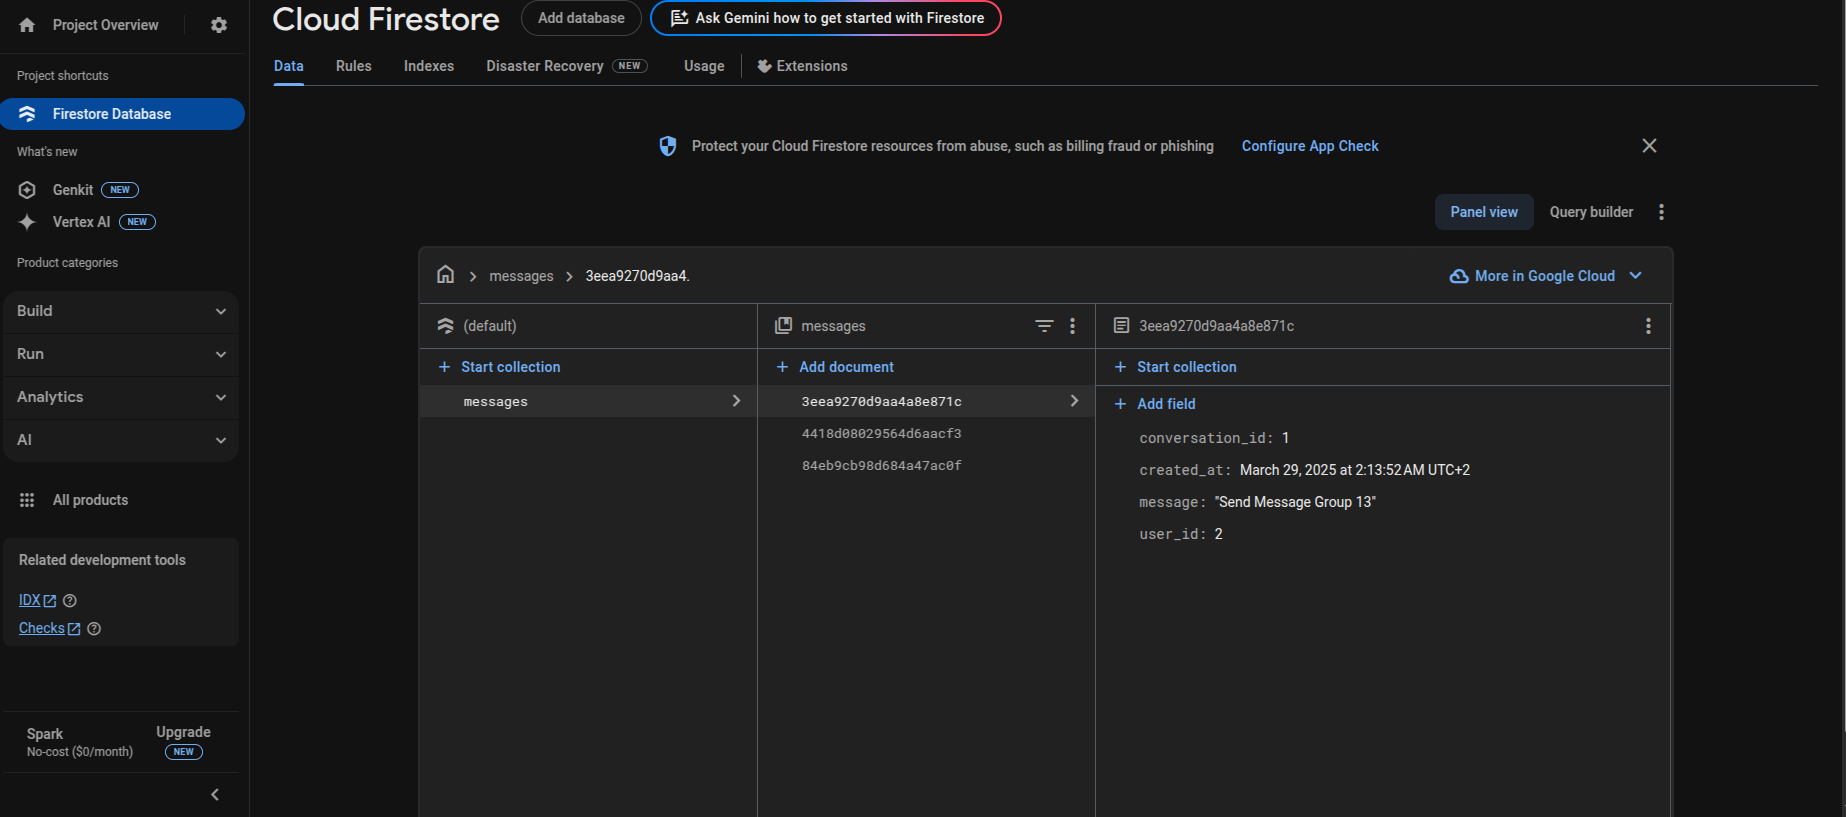 Project Overview
Project shortcuts
Firestore Database
What's new
Genkit NEW
Vertex AI NEW
Product categories
Build
Run
Analytics
AI
All products
Related development tools
IDX
Checks
Spark
No-cost ($0/month)
Upgrade
NEW
Cloud Firestore
Add database
Ask Gemini how to get started with Firestore
Data Rules Indexes Disaster Recovery NEW Usage Extensions
Protect your Cloud Firestore resources from abuse, such as billing fraud or phishing Configure App Check
Panel view Query builder
messages 3eea9270d9aa4. More in Google Cloud
(default)
Start collection
messages
messages
Add document
3eea9270d9aa4a8e871c
4418d08029564d6aacf3
84eb9cb98d684a47ac0f
3eea9270d9aa4a8e871c
Start collection
Add field
conversation_id: 1
created_at: March 29, 2025 at 2:13:52 AM UTC+2
message: "Send Message Group 13"
user_id: 2